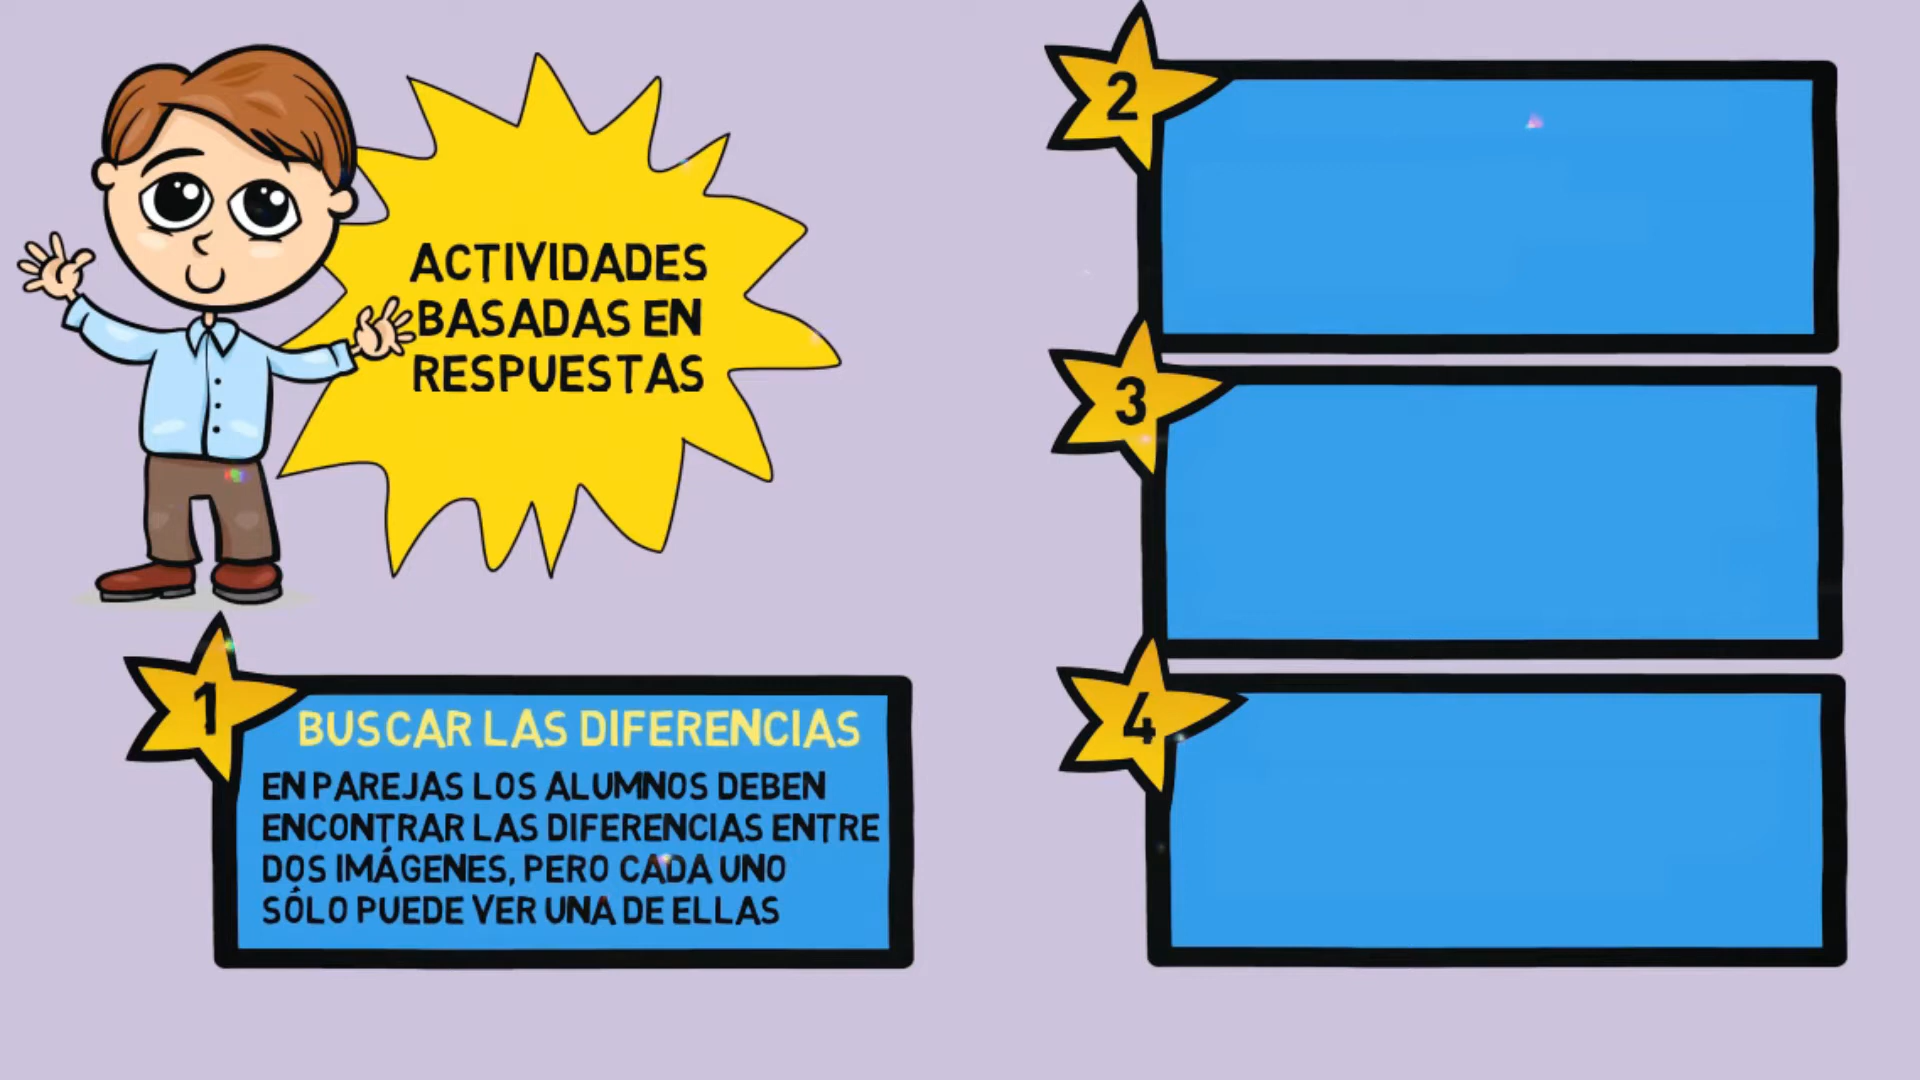 ACTIVIDADES
BASADAS EN
RESPUESTAS
1
BUSCAR LAS DIFERENCIAS
EN PAREJAS LOS ALUMNOS DEBEN
ENCONTRAR LAS DIFERENCIAS ENTRE
DOS IMÁGENES, PERO CADA UNO
SÓLO PUEDE VER UNA DE ELLAS
2
3
4